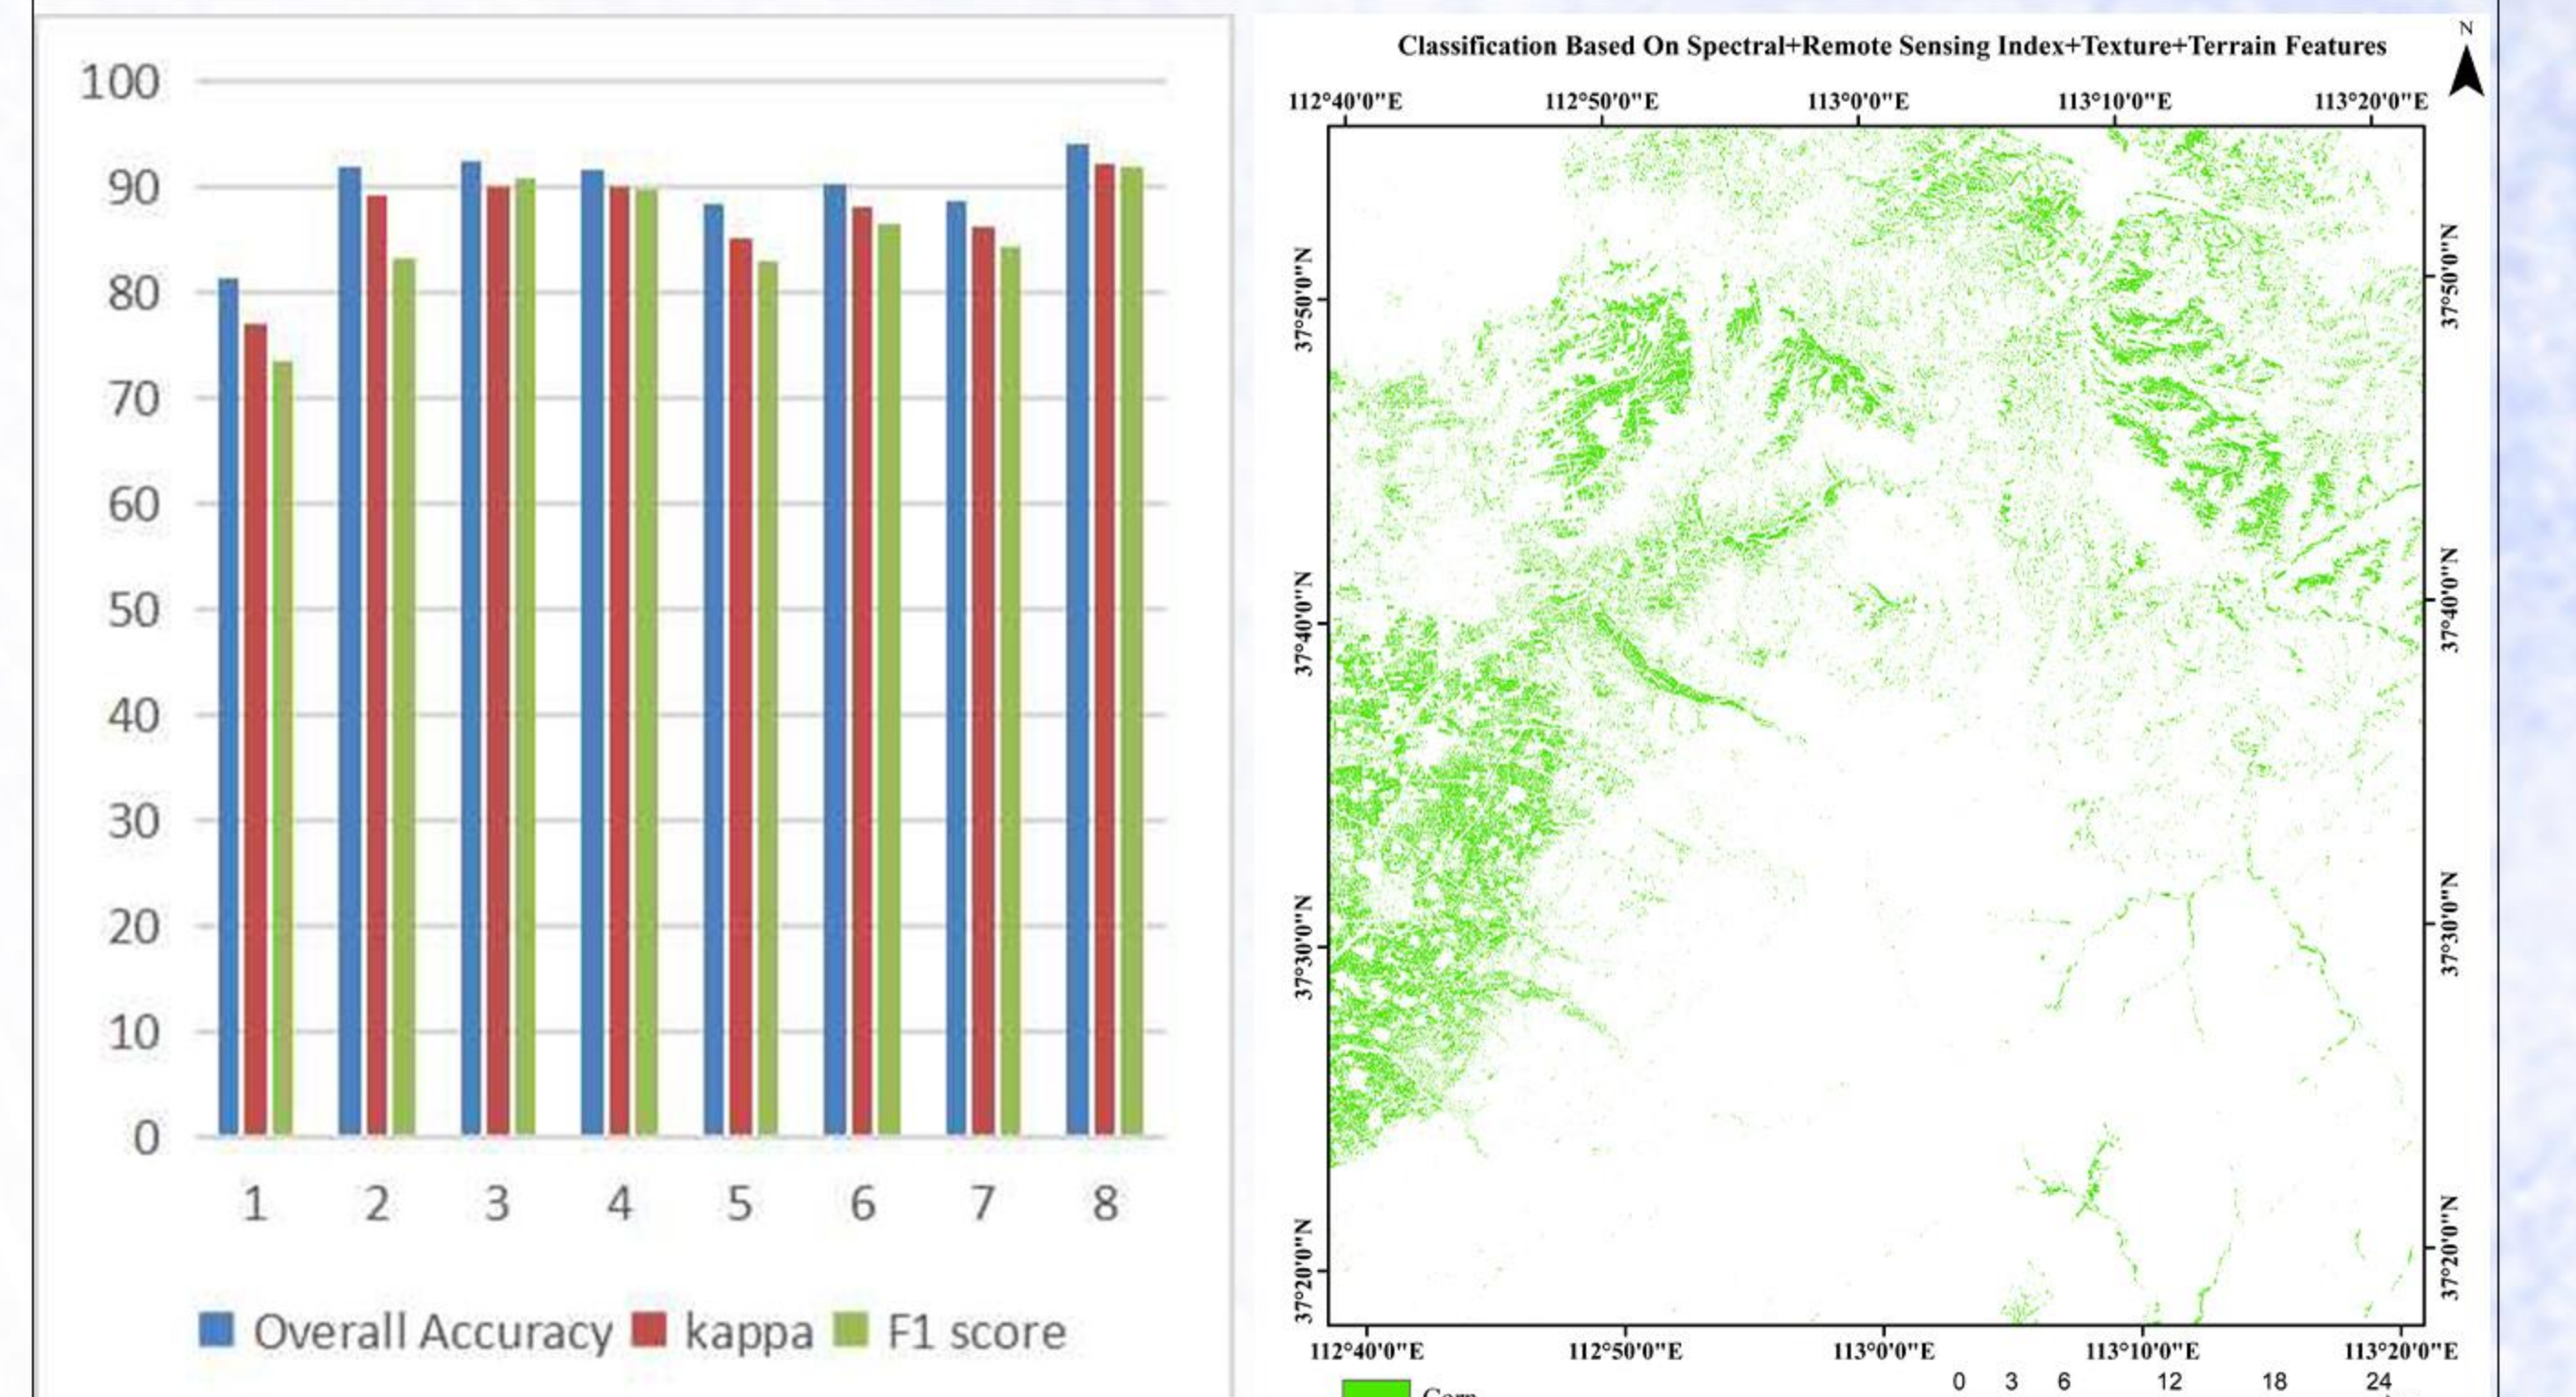 100
90
80
70
60
50
40
30
20
10
0
1 2 3 4 5 6 7 8
Overall Accuracy kappa F1 score
Classification Based On Spectral+Remote Sensing Index+Texture+Terrain Features
N
112°40'0"E 112°50'0"E 113°0'0"E 113°10'0"E 113°20'0"E
37°50'0"N
37°40'0"N
37°30'0"N
37°20'0"N
37°50'0"N
37°40'0"N
37°30'0"N
37°20'0"N
112°40'0"E 112°50'0"E 113°0'0"E 113°10'0"E 113°20'0"E
0 3 6 12 18 24